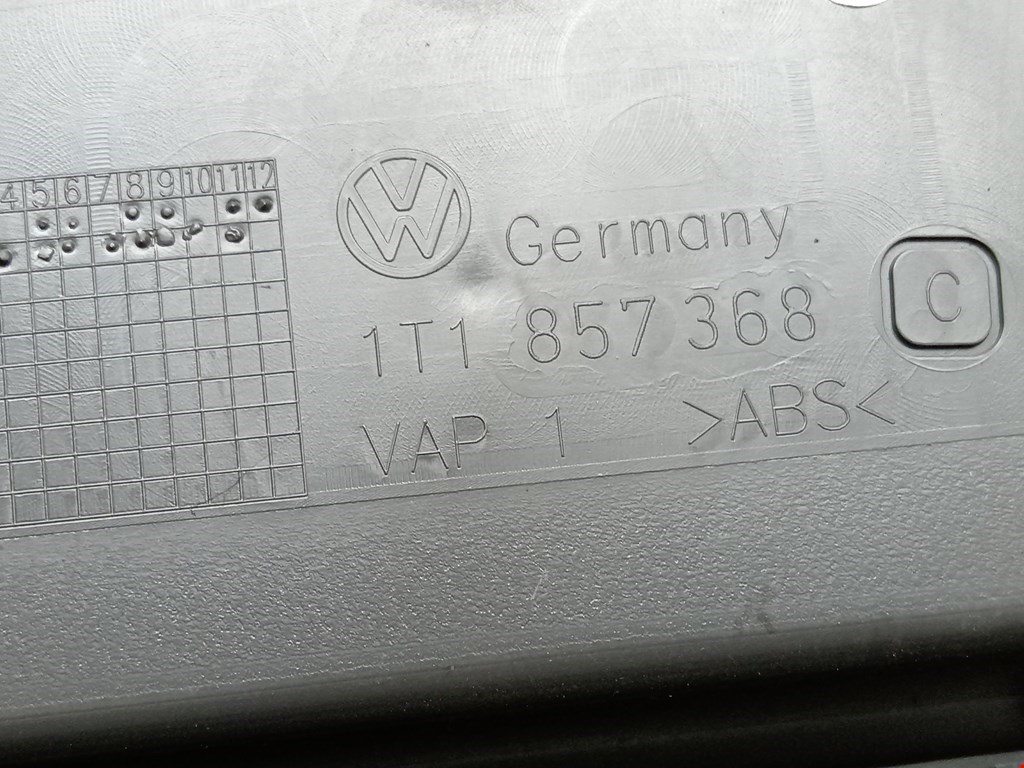 4 5 6 7 8 9 10 11 12
Germany.
1T1 857 368
VAP 1 >ABS<
C